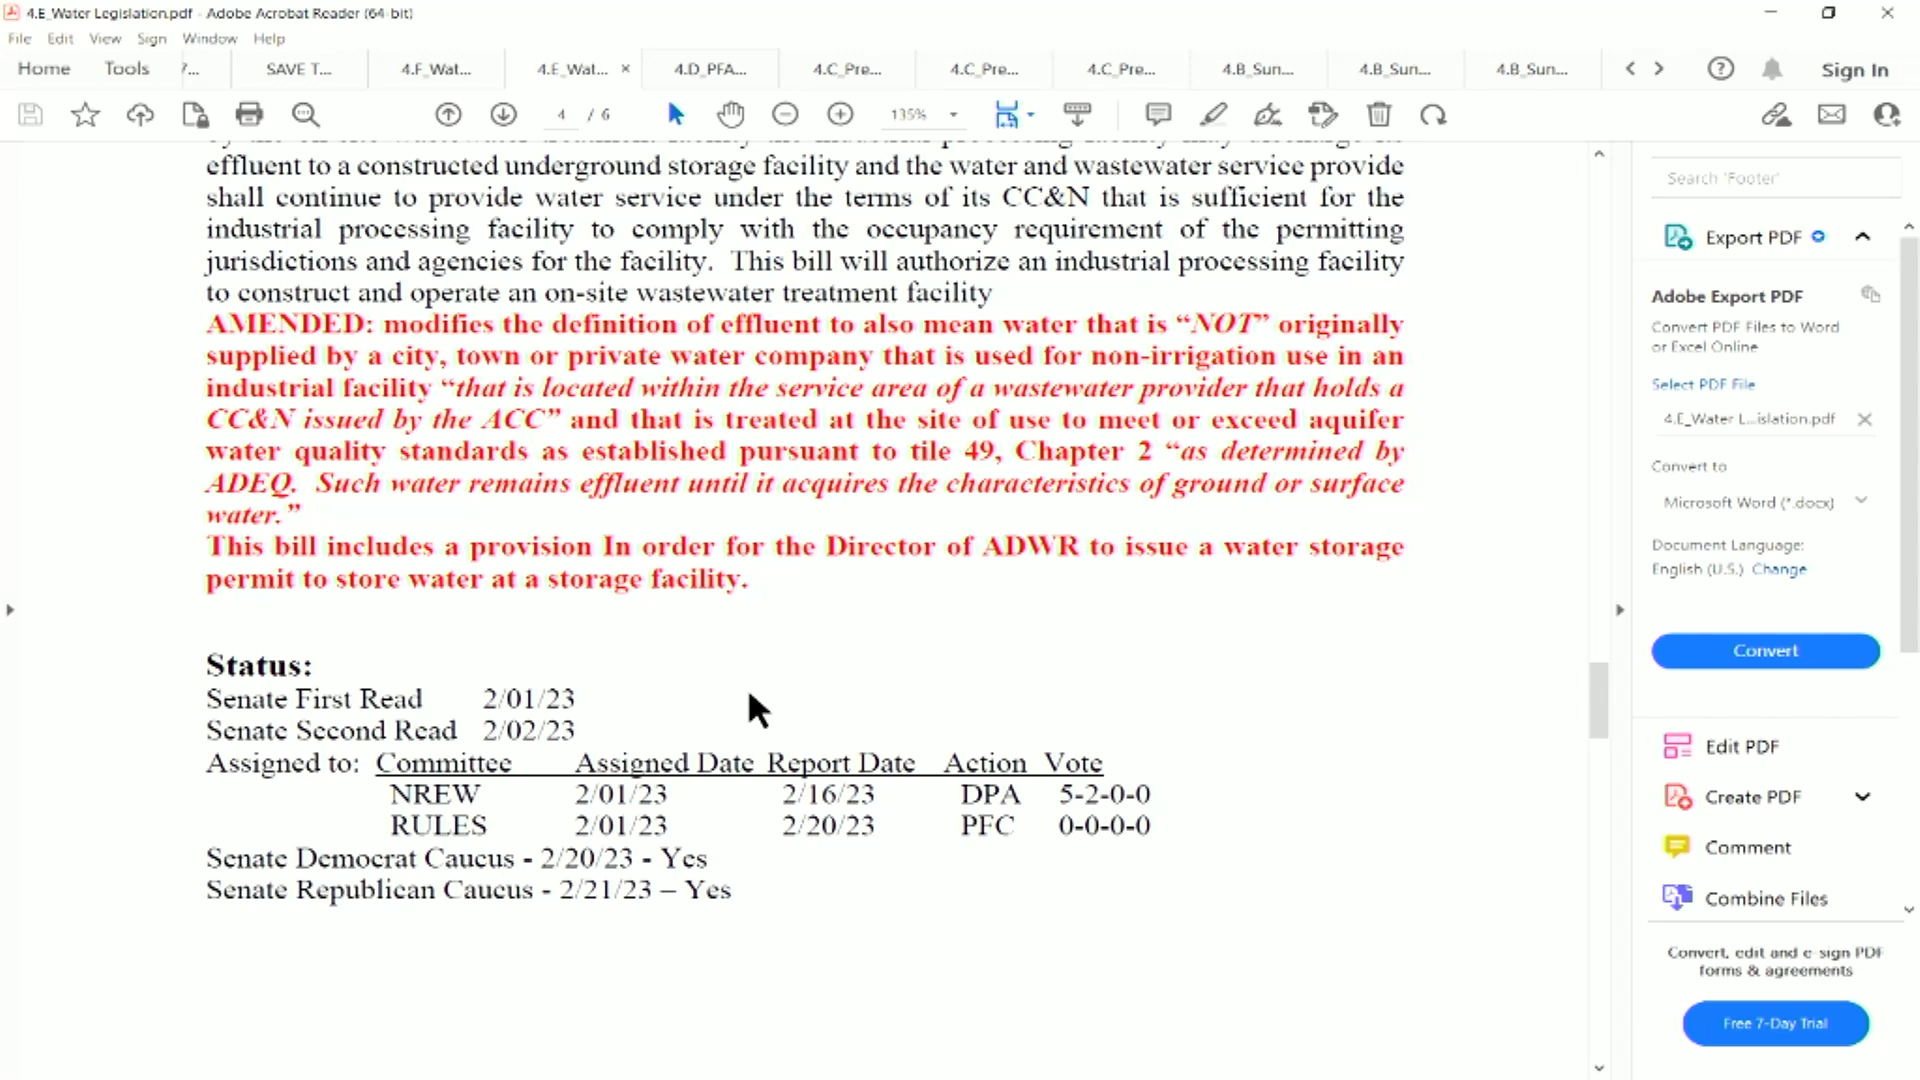 4.E_Water Legislation.pdf - Adobe Acrobat Reader (64-bit)
File Edit View Sign Window Help
Home Tools 7... SAVE T... 4.F_Wat... 4.E_Wat... × 4.D_PFA... 4.C_Pre... 4.C_Pre... 4.C_Pre... 4.B_Sun... 4.B_Sun... 4.B_Sun... Sign In
4 / 6 135%
effluent to a constructed underground storage facility and the water and wastewater service provide
shall continue to provide water service under the terms of its CC&N that is sufficient for the
industrial processing facility to comply with the occupancy requirement of the permitting
jurisdictions and agencies for the facility. This bill will authorize an industrial processing facility
to construct and operate an on-site wastewater treatment facility
AMENDED: modifies the definition of effluent to also mean water that is “NOT” originally
supplied by a city, town or private water company that is used for non-irrigation use in an
industrial facility “that is located within the service area of a wastewater provider that holds a
CC&N issued by the ACC” and that is treated at the site of use to meet or exceed aquifer
water quality standards as established pursuant to tile 49, Chapter 2 “as determined by
ADEQ. Such water remains effluent until it acquires the characteristics of ground or surface
water.”
This bill includes a provision In order for the Director of ADWR to issue a water storage
permit to store water at a storage facility.
Status:
Senate First Read 2/01/23
Senate Second Read 2/02/23
Assigned to: Committee Assigned Date Report Date Action Vote
NREW 2/01/23 2/16/23 DPA 5-2-0-0
RULES 2/01/23 2/20/23 PFC 0-0-0-0
Senate Democrat Caucus - 2/20/23 - Yes
Senate Republican Caucus - 2/21/23 – Yes
Search 'Footer'
Export PDF
Adobe Export PDF
Convert PDF Files to Word
or Excel Online
Select PDF File
4.E_Water L...islation.pdf
Convert to
Microsoft Word (*.docx)
Document Language:
English (U.S.) Change
Convert
Edit PDF
Create PDF
Comment
Combine Files
Convert, edit and e-sign PDF
forms & agreements
Free 7-Day Trial